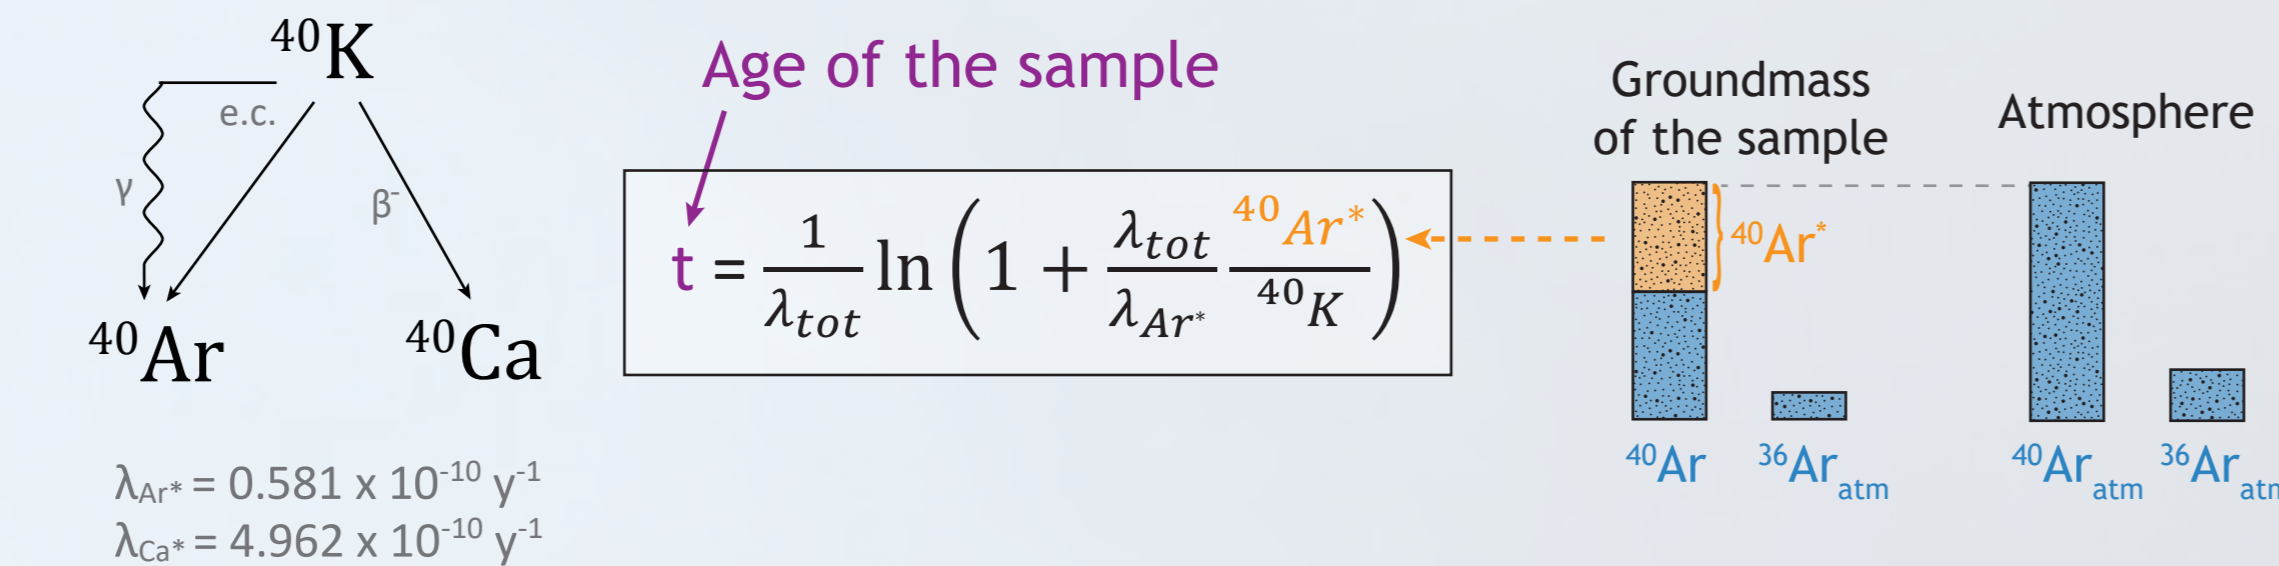 ⁴⁰K
e.c.
γ
β⁻
⁴⁰Ar
⁴⁰Ca
λAr* = 0.581 x 10⁻¹⁰ y⁻¹
λCa* = 4.962 x 10⁻¹⁰ y⁻¹
Age of the sample
t = 1/λtot ln(1 + λtot/λAr* ⁴⁰Ar*/⁴⁰K)
Groundmass
of the sample
⁴⁰Ar*
⁴⁰Ar
³⁶Ar atm
Atmosphere
⁴⁰Ar atm
³⁶Ar atm